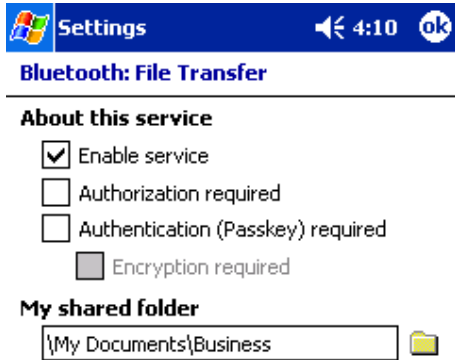 Settings 4:10 ok
Bluetooth: File Transfer
About this service
Enable service
Authorization required
Authentication (Passkey) required
Encryption required
My shared folder
\My Documents\Business